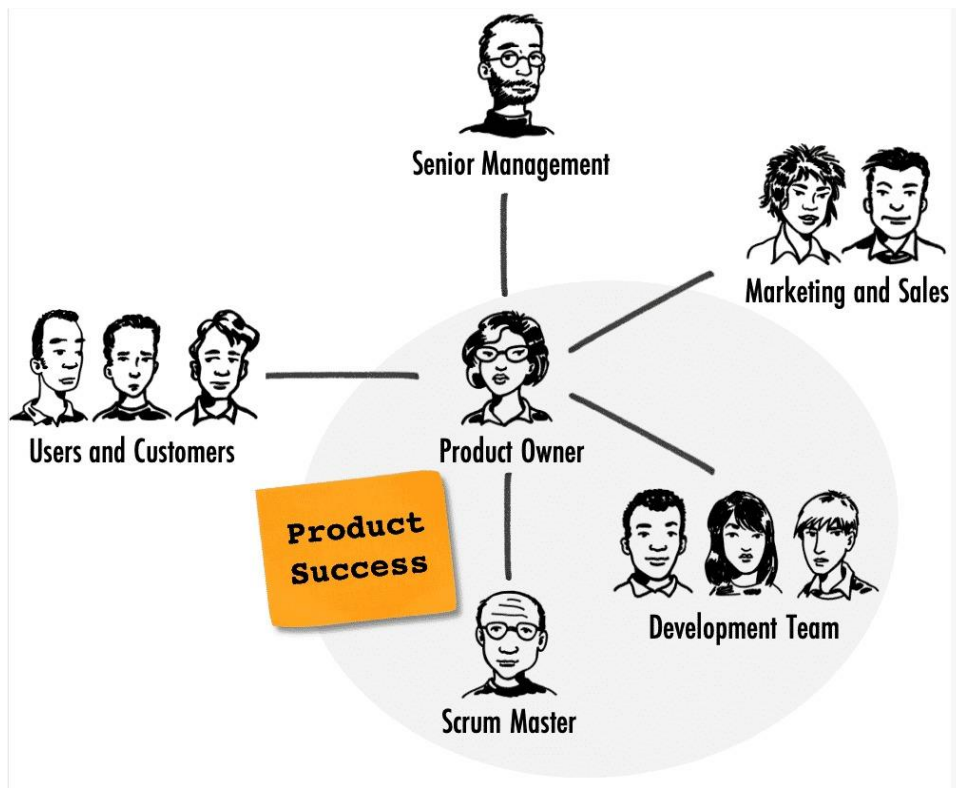 Senior Management
Marketing and Sales
Users and Customers
Product Owner
Product
Success
Development Team
Scrum Master